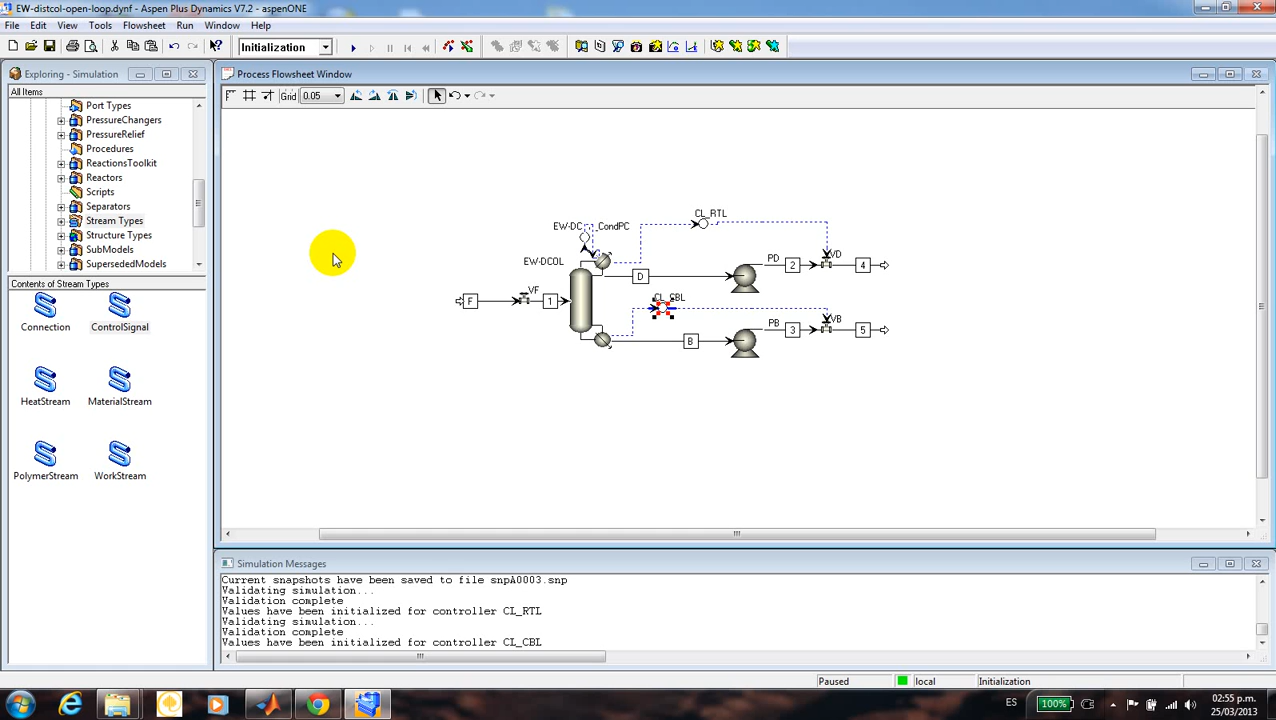 EW-distcol-open-loop.dynf - Aspen Plus Dynamics V7.2 - aspenONE
File Edit View Tools Flowsheet Run Window Help
Initialization
Exploring - Simulation
All Items
Port Types
PressureChangers
PressureRelief
Procedures
ReactionsToolkit
Reactors
Scripts
Separators
Stream Types
Structure Types
SubModels
SupersededModels
Contents of Stream Types
Connection
ControlSignal
HeatStream
MaterialStream
PolymerStream
WorkStream
Process Flowsheet Window
Grid 0.05
CL_RTL
EW-DC _CondPC
EW-DCOL
VD
PD 2 4
D
VF
F 1
CL_CBL
VB
PB 3 5
B
Simulation Messages
Current snapshots have been saved to file snpA0003.snp
Validating simulation...
Validation complete
Values have been initialized for controller CL_RTL
Validating simulation...
Validation complete
Values have been initialized for controller CL_CBL
Paused local Initialization
ES 100% 02:55 p.m.
25/03/2013